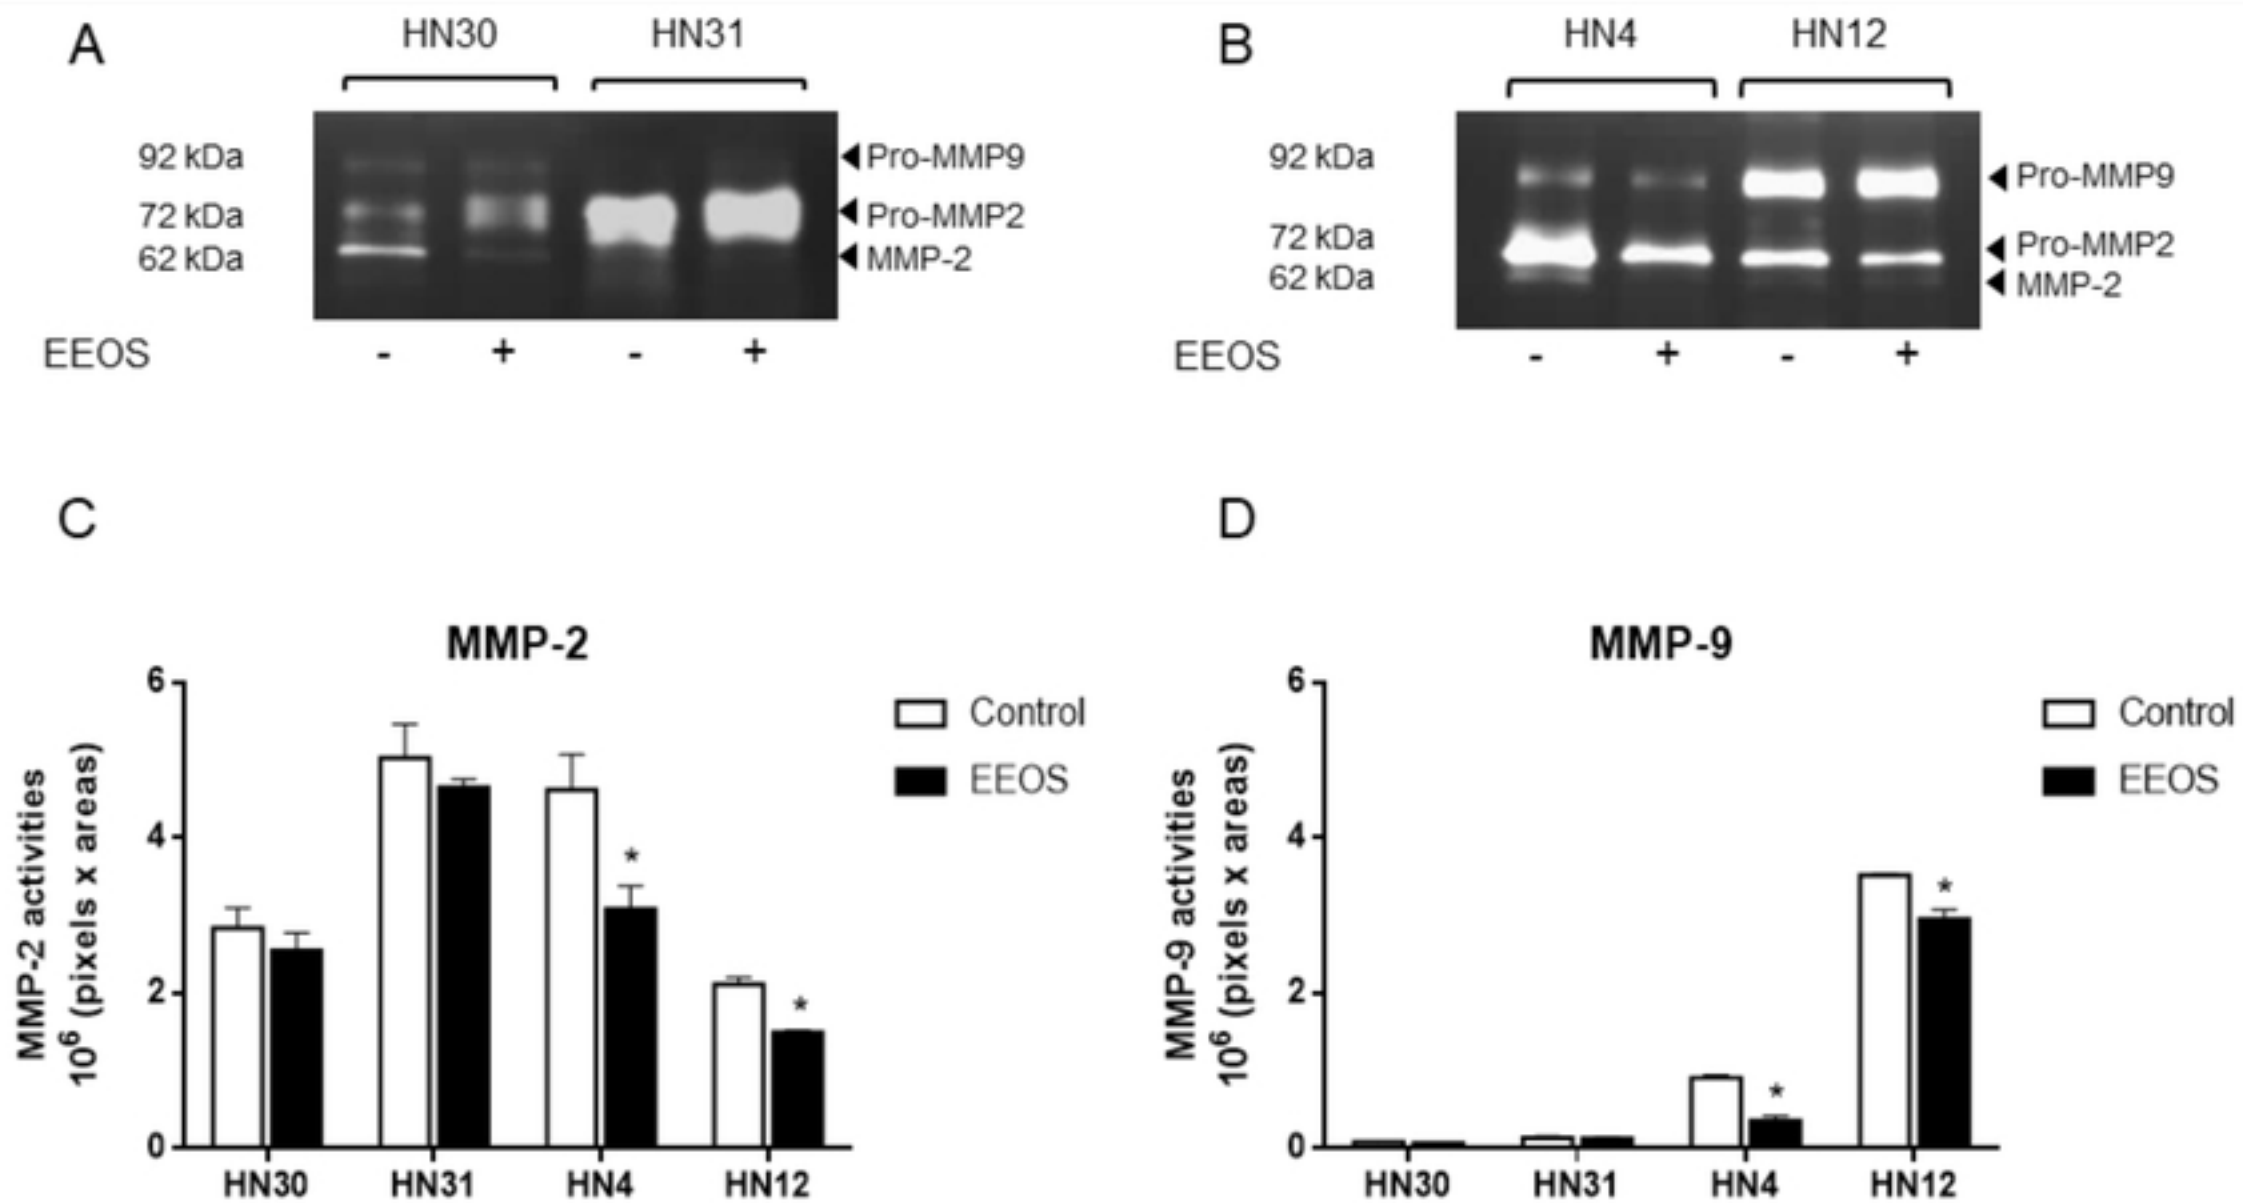 A
HN30 HN31
92 kDa
72 kDa
62 kDa
Pro-MMP9
Pro-MMP2
MMP-2
EEOS - + - +
B
HN4 HN12
92 kDa
72 kDa
62 kDa
Pro-MMP9
Pro-MMP2
MMP-2
EEOS - + - +
C
MMP-2
MMP-2 activities
10⁶ (pixels x areas)
6
4
2
0
* *
HN30 HN31 HN4 HN12
Control
EEOS
D
MMP-9
MMP-9 activities
10⁶ (pixels x areas)
6
4
2
0
* *
HN30 HN31 HN4 HN12
Control
EEOS